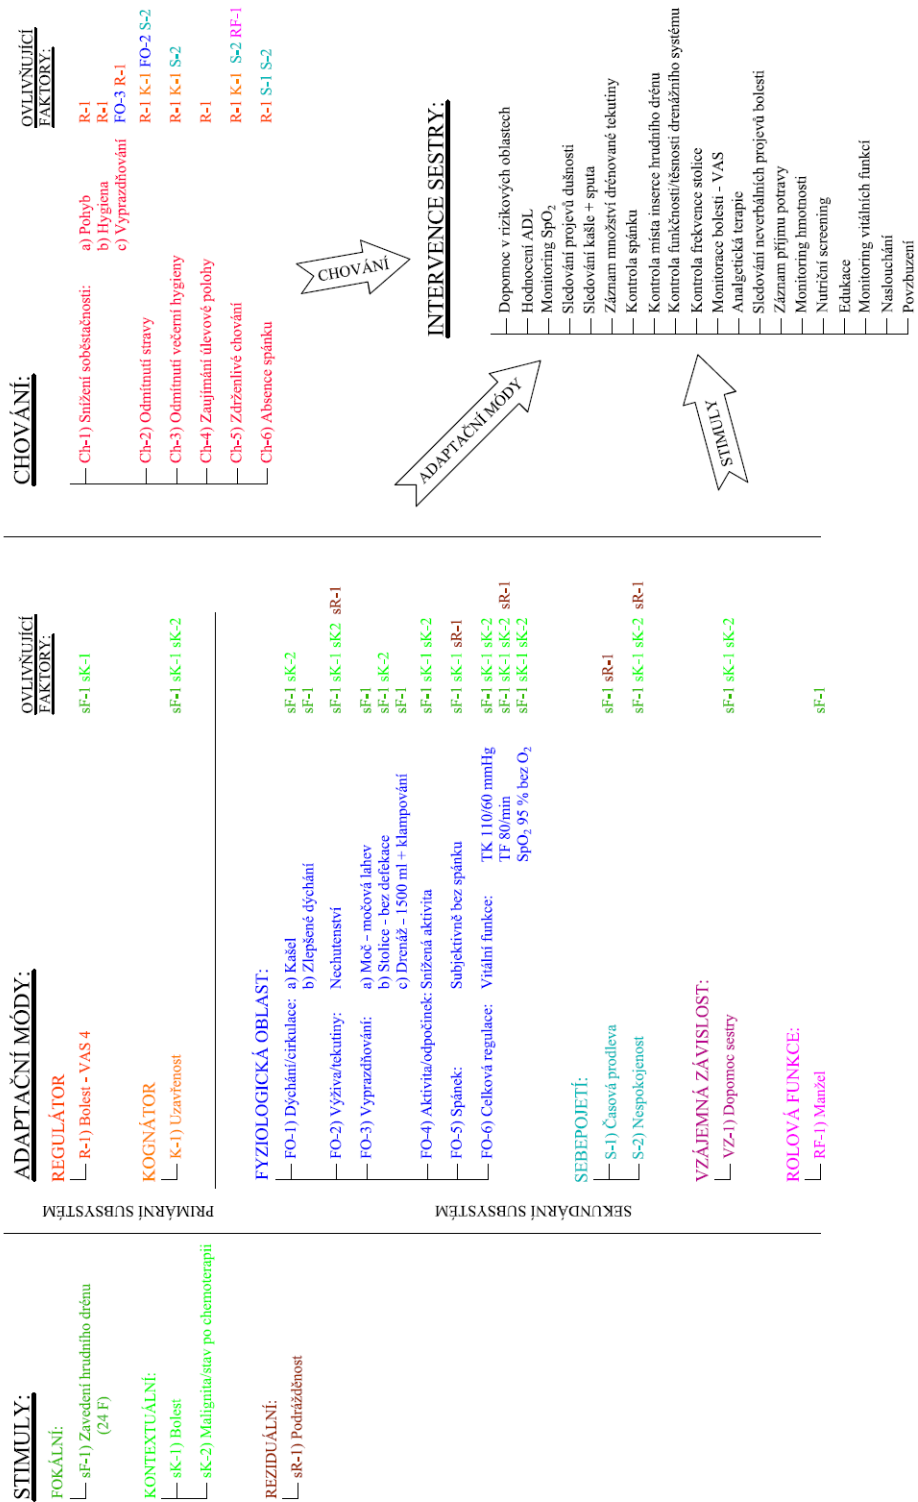 STIMULY:
FOKÁLNÍ:
sF-1) Zavedení hrudního drénu
(24 F)
KONTEXTUÁLNÍ:
sK-1) Bolest
sK-2) Malignita/stav po chemoterapii
REZIDUÁLNÍ:
sR-1) Podrážděnost
PRIMÁRNÍ SUBSYSTÉM
SEKUNDÁRNÍ SUBSYSTÉM
ADAPTAČNÍ MÓDY:
OVLIVŇUJÍCÍ
FAKTORY:
REGULÁTOR
R-1) Bolest - VAS 4 sF-1 sK-1
KOGNÁTOR
K-1) Uzavřenost sF-1 sK-1 sK-2
FYZIOLOGICKÁ OBLAST:
FO-1) Dýchání/cirkulace: a) Kašel sF-1 sK-2
b) Zlepšené dýchání sF-1
FO-2) Výživa/tekutiny: Nechutenství sF-1 sK-1 sK2 sR-1
FO-3) Vyprazdňování: a) Moč – močová lahev sF-1
b) Stolice - bez defekace sF-1 sK-2
c) Drenáž – 1500 ml + klampování sF-1
FO-4) Aktivita/odpočinek: Snížená aktivita sF-1 sK-1 sK-2
FO-5) Spánek: Subjektivně bez spánku sF-1 sK-1 sR-1
FO-6) Celková regulace: Vitální funkce: TK 110/60 mmHg sF-1 sK-1 sK-2
TF 80/min sF-1 sK-1 sK-2 sR-1
SpO2 95 % bez O2 sF-1 sK-1 sK-2
SEBEPOJETÍ:
S-1) Časová prodleva sF-1 sR-1
S-2) Nespokojenost sF-1 sK-1 sK-2 sR-1
VZÁJEMNÁ ZÁVISLOST:
VZ-1) Dopomoc sestry sF-1 sK-1 sK-2
ROLOVÁ FUNKCE:
RF-1) Manžel sF-1
CHOVÁNÍ:
OVLIVŇUJÍCÍ
FAKTORY:
Ch-1) Snížení soběstačnosti: a) Pohyb R-1
b) Hygiena R-1
c) Vyprazdňování FO-3 R-1
Ch-2) Odmítnutí stravy R-1 K-1 FO-2 S-2
Ch-3) Odmítnutí večerní hygieny R-1 K-1 S-2
Ch-4) Zaujímání úlevové polohy R-1
Ch-5) Zdrženlivé chování R-1 K-1 S-2 RF-1
Ch-6) Absence spánku R-1 S-1 S-2
CHOVÁNÍ
ADAPTAČNÍ MÓDY
STIMULY
INTERVENCE SESTRY:
Dopomoc v rizikových oblastech
Hodnocení ADL
Monitoring SpO2
Sledování projevů dušnosti
Sledování kašle + sputa
Záznam množství drénované tekutiny
Kontrola spánku
Kontrola místa inserce hrudního drénu
Kontrola funkčnosti/těsnosti drenážního systému
Kontrola frekvence stolice
Monitorace bolesti - VAS
Analgetická terapie
Sledování neverbálních projevů bolesti
Záznam příjmu potravy
Monitoring hmotnosti
Nutriční screening
Edukace
Monitoring vitálních funkcí
Naslouchání
Povzbuzení